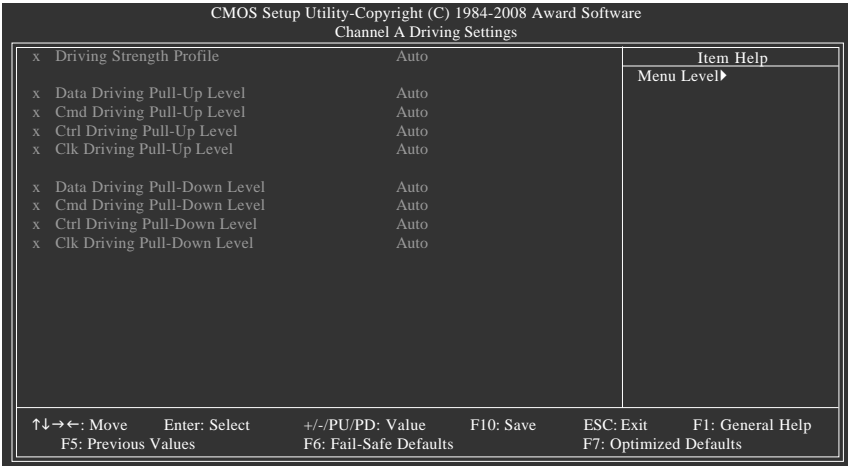 CMOS Setup Utility-Copyright (C) 1984-2008 Award Software
Channel A Driving Settings
x Driving Strength Profile Auto
Item Help
Menu Level▶
x Data Driving Pull-Up Level Auto
x Cmd Driving Pull-Up Level Auto
x Ctrl Driving Pull-Up Level Auto
x Clk Driving Pull-Up Level Auto
x Data Driving Pull-Down Level Auto
x Cmd Driving Pull-Down Level Auto
x Ctrl Driving Pull-Down Level Auto
x Clk Driving Pull-Down Level Auto
↑↓→←: Move Enter: Select +/-/PU/PD: Value F10: Save ESC: Exit F1: General Help
F5: Previous Values F6: Fail-Safe Defaults F7: Optimized Defaults